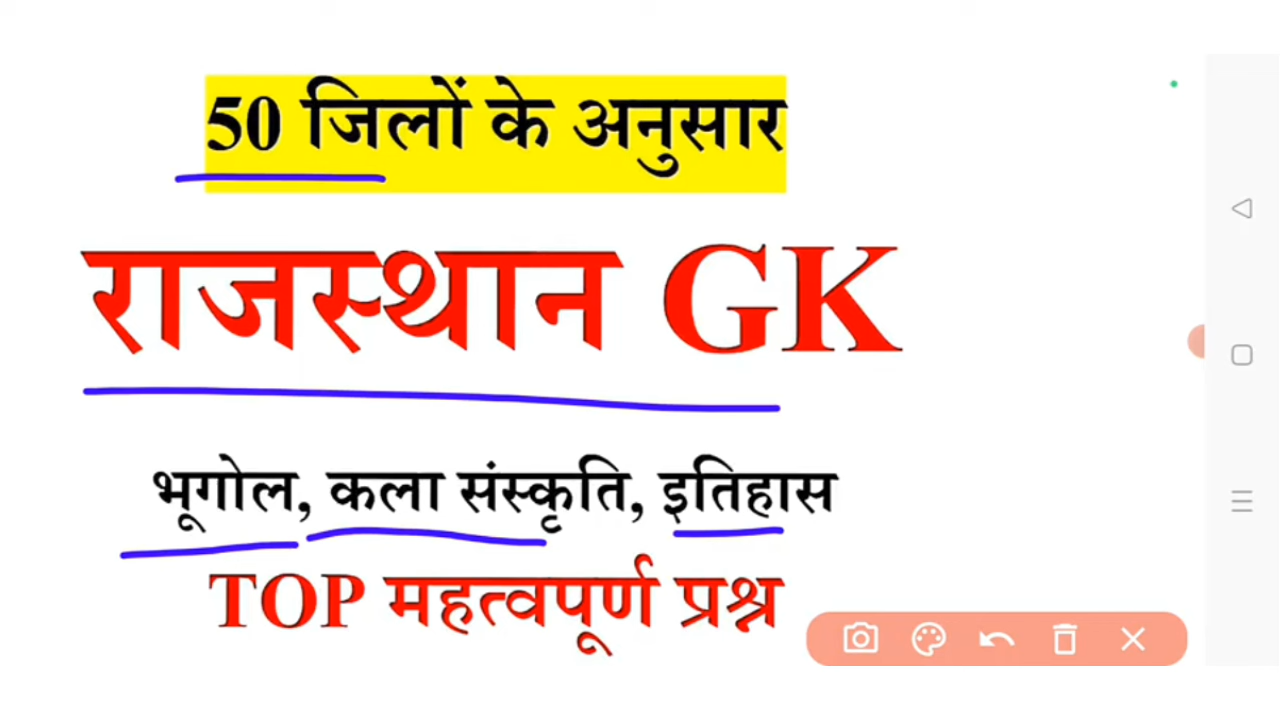 50 जिलों के अनुसार
राजस्थान GK
भूगोल, कला संस्कृति, इतिहास
TOP महत्वपूर्ण प्रश्न